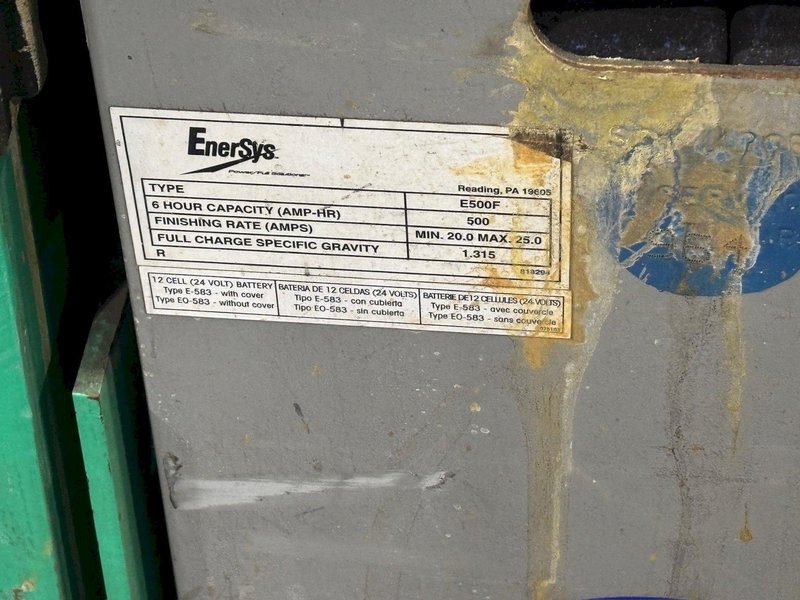 EnerSys
Power/Full Solutions
Reading, PA 19605
TYPE E500F
6 HOUR CAPACITY (AMP-HR) 500
FINISHING RATE (AMPS) MIN. 20.0 MAX. 25.0
FULL CHARGE SPECIFIC GRAVITY 1.315
R
12 CELL (24 VOLT) BATTERY
Type E-583 - with cover
Type EO-583 - without cover
BATERIA DE 12 CELDAS (24 VOLTS)
Tipo E-583 - con cubierta
Tipo EO-583 - sin cubierta
BATTERIE DE 12 CELLULES (24 VOLTS)
Type E-583 - avec couvercle
Type EO-583 - sans couvercle